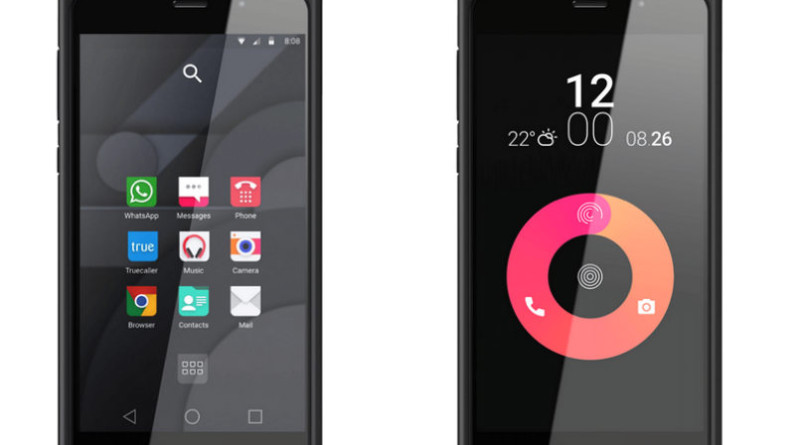 8:08
WhatsApp Messages Phone
true
Truecaller Music Camera
Browser Contacts Mail
12
00
22° 08.26